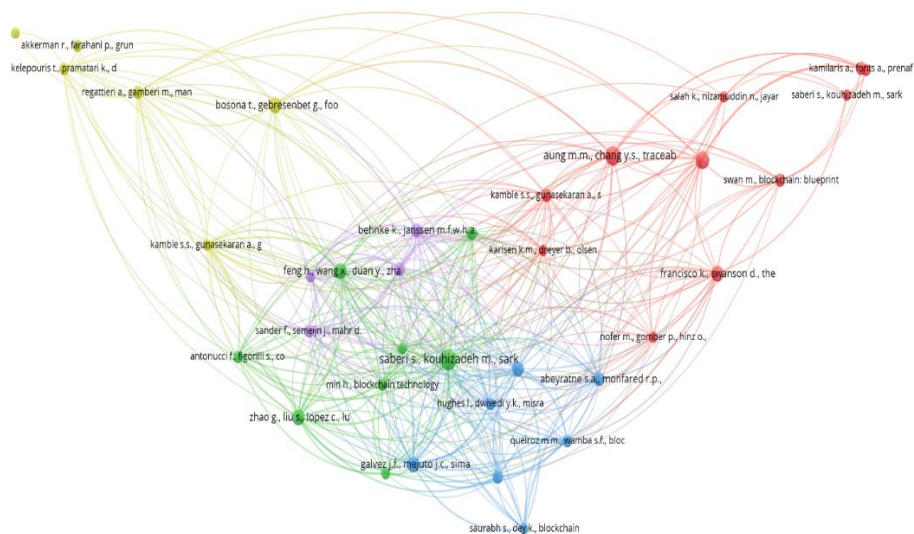 akkerman r., farahani p., grun
kelepouris t., pramatari k., d
regattieri a., gamberi m., man
bosona t., gebresenbet g., foo
kamilaris a., fonts a., prenaf
saberi s., kouhizadeh m., sark
salah k., nizamuddin n., jayar
aung m.m., chang y.s., traceab
swan m., blockchain: blueprint
kamble s.s., gunasekaran a., s
behnke k., janssen m.f.w.h.a.
kamble s.s., gunasekaran a., g
karlsen k.m., dreyer b., olsen
feng h., wang x., duan y., zha
francisco k., swanson d., the
sander f., semeijn j., mahr d.
nofer m., gomber p., hinz o.,
antonucci f., figorilli s., co
saberi s., kouhizadeh m., sark
min h., blockchain technology
abeyratne s.a., monfared r.p.,
hughes l., dwivedi y.k., misra
zhao g., liu s., lopez c., lu
queiroz m.m., wamba s.f., bloc
galvez j.f., mejuto j.c., sima
saurabh s., dey k., blockchain